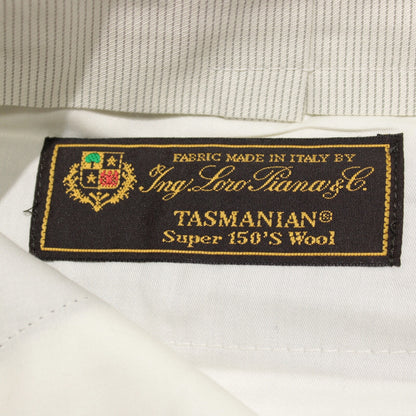 FABRIC MADE IN ITALY BY
Ing. Loro Piana & C.
TASMANIAN®
Super 150'S Wool